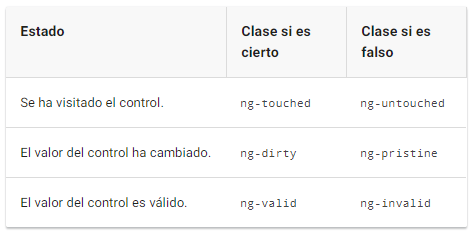 Estado Clase si es cierto Clase si es falso
Se ha visitado el control. ng-touched ng-untouched
El valor del control ha cambiado. ng-dirty ng-pristine
El valor del control es válido. ng-valid ng-invalid